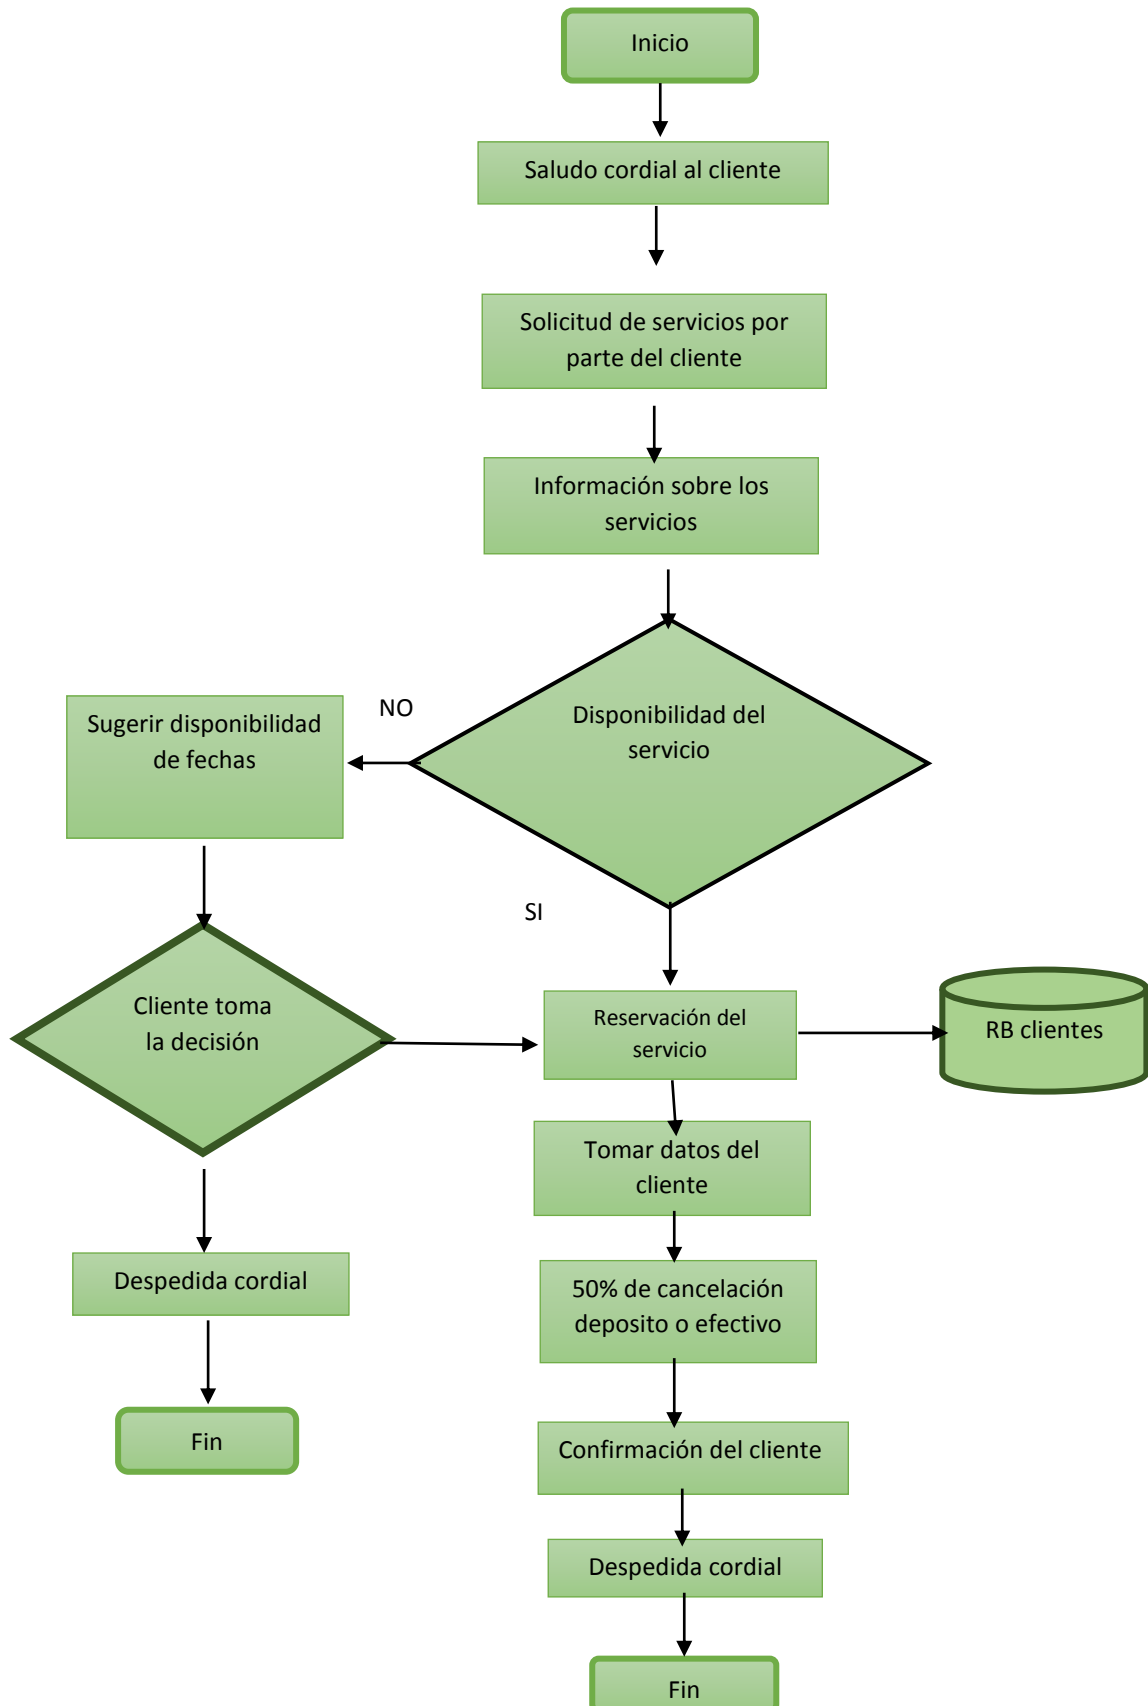 Inicio
Saludo cordial al cliente
Solicitud de servicios por
parte del cliente
Información sobre los
servicios
Disponibilidad del
servicio
NO
Sugerir disponibilidad
de fechas
SI
Cliente toma
la decisión
Reservación del
servicio
RB clientes
Tomar datos del
cliente
Despedida cordial
50% de cancelación
deposito o efectivo
Fin
Confirmación del cliente
Despedida cordial
Fin